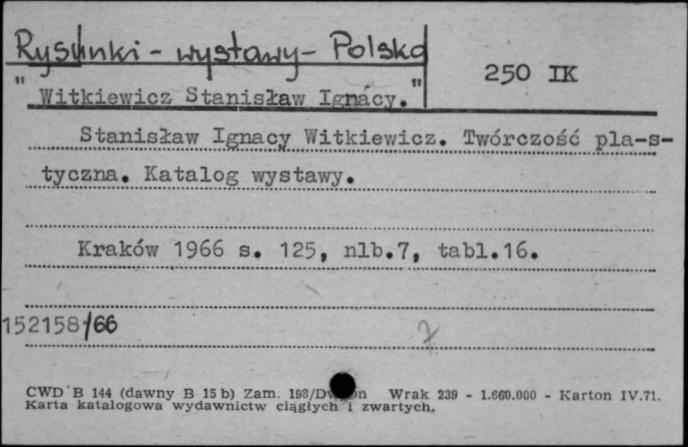 Rysunki - wystawy - Polska
250 IK
"Witkiewicz Stanisław Ignacy."
Stanisław Ignacy Witkiewicz. Twórczość pla-s-
tyczna. Katalog wystawy.
Kraków 1966 s. 125, nlb.7, tabl.16.
152158/66
CWD B 144 (dawny B 15 b) Zam. 198/ Wrak 239 - 1.660.000 - Karton IV.71.
Karta katalogowa wydawnictw ciągłych i zwartych.